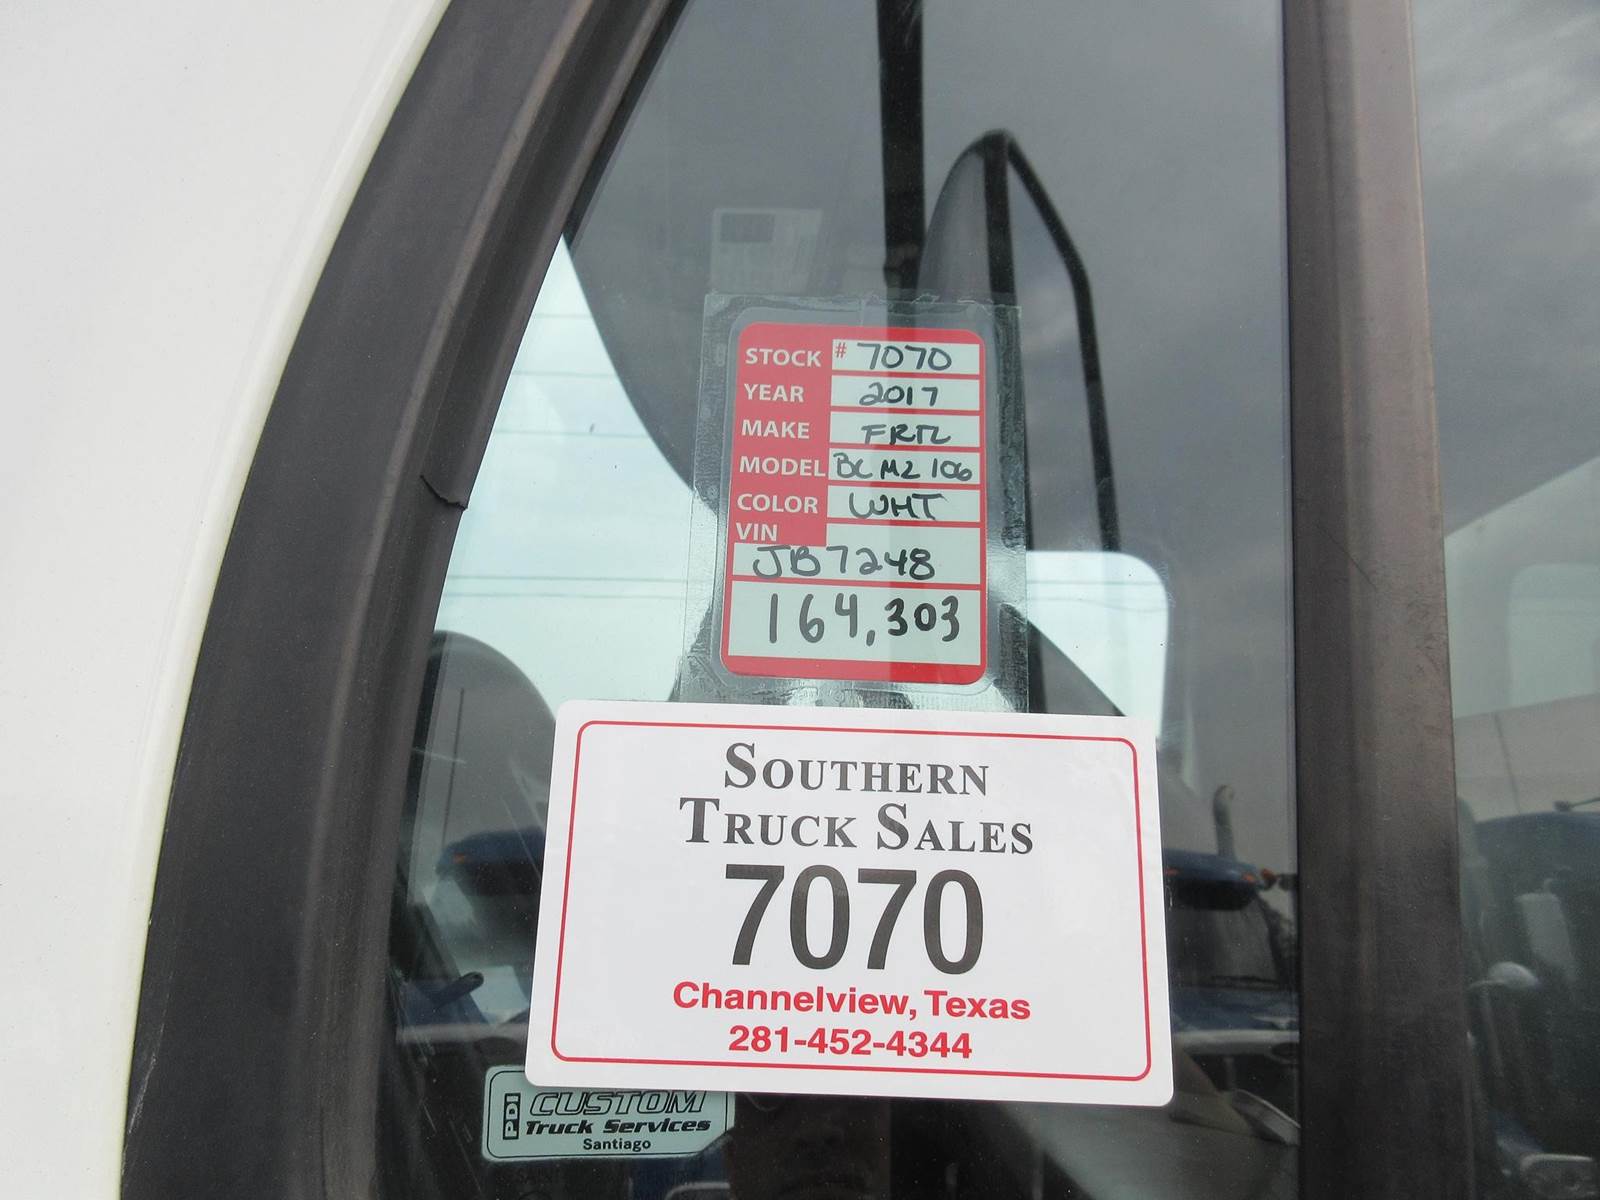 STOCK # 7070
YEAR 2017
MAKE FRTL
MODEL BC M2 106
COLOR WHT
VIN
JB7248
164,303
SOUTHERN
TRUCK SALES
7070
Channelview, Texas
281-452-4344
PDI CUSTOM
Truck Services
Santiago